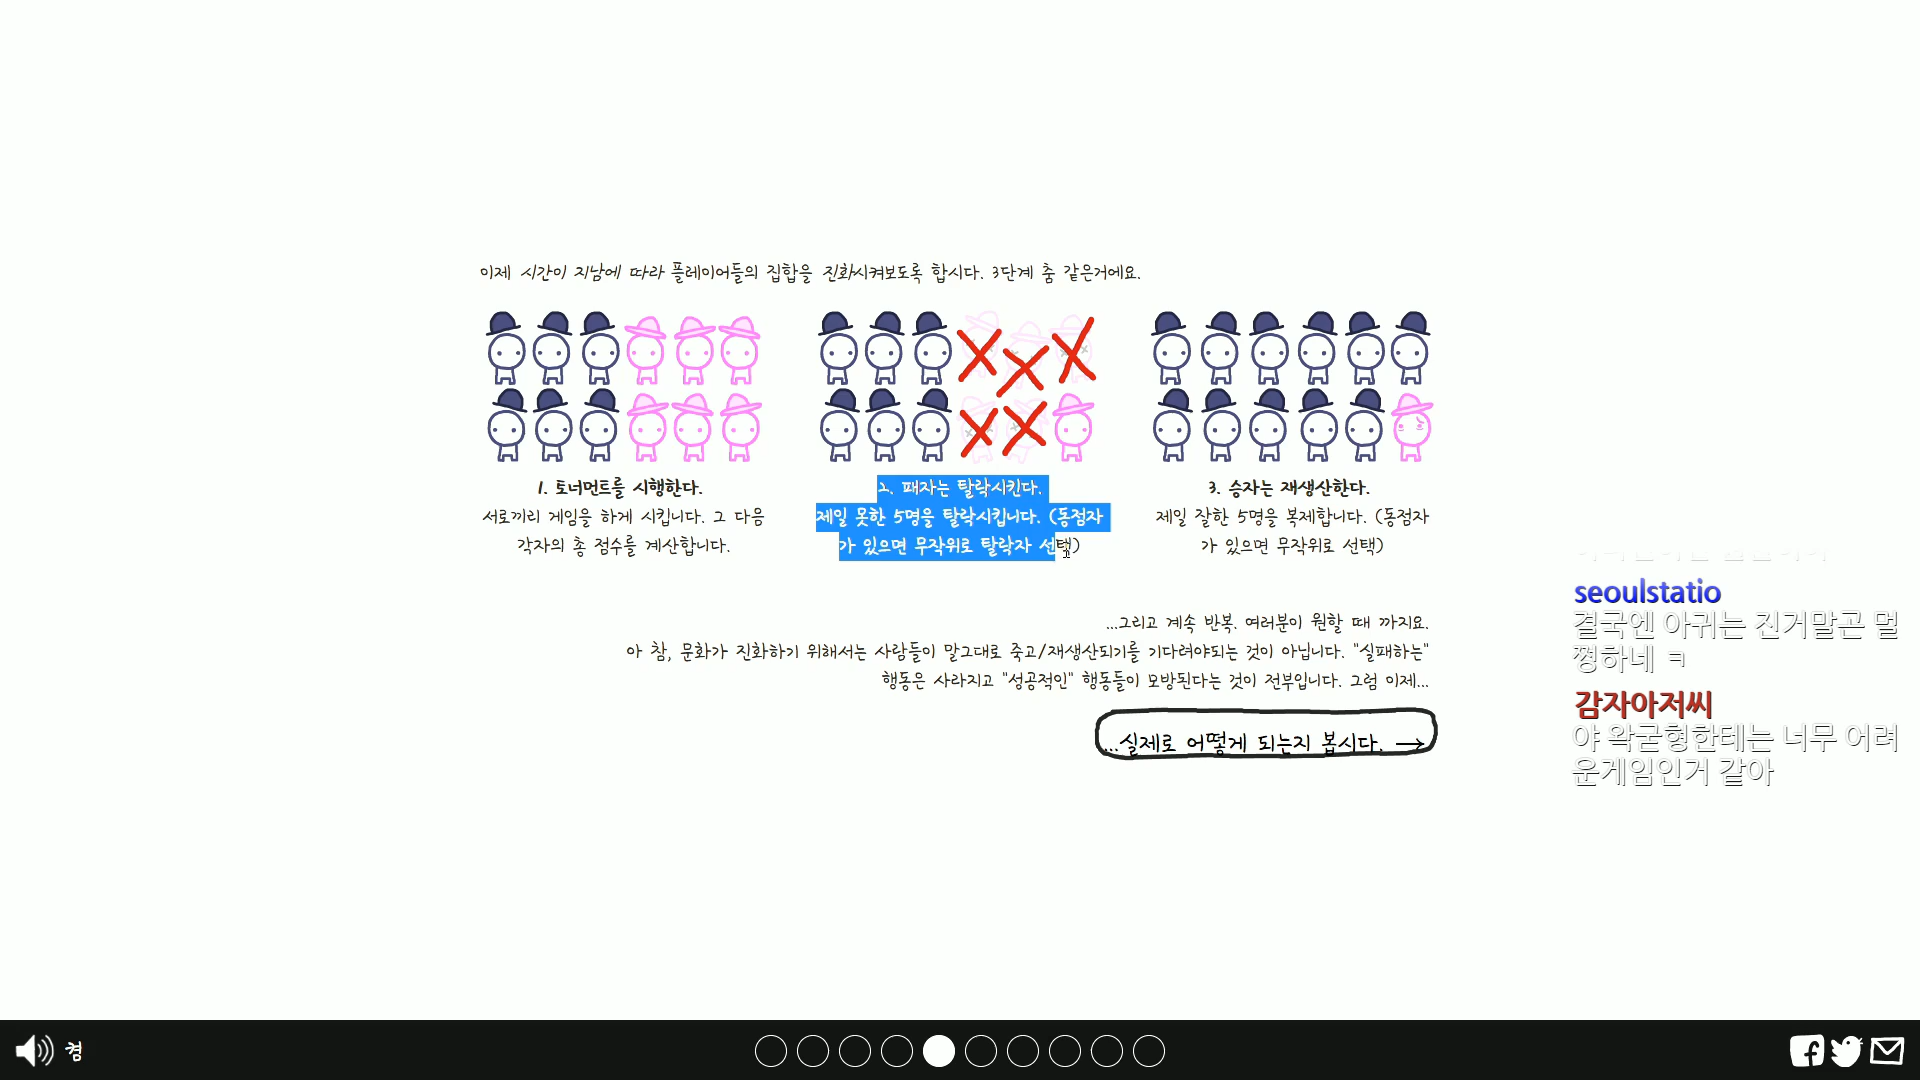 이제 시간이 지남에 따라 플레이어들의 집합을 진화시켜보도록 합시다. 3단계 춤 같은거에요.
1. 토너먼트를 시행한다.
서로끼리 게임을 하게 시킵니다. 그 다음
각자의 총 점수를 계산합니다.
2. 패자는 탈락시킨다.
제일 못한 5명을 탈락시킵니다. (동점자
가 있으면 무작위로 탈락자 선택)
3. 승자는 재생산한다.
제일 잘한 5명을 복제합니다. (동점자
가 있으면 무작위로 선택)
...그리고 계속 반복. 여러분이 원할 때 까지요.
아 참, 문화가 진화하기 위해서는 사람들이 말그대로 죽고/재생산되기를 기다려야되는 것이 아닙니다. "실패하는"
행동은 사라지고 "성공적인" 행동들이 모방된다는 것이 전부입니다. 그럼 이제...
...실제로 어떻게 되는지 봅시다. →
seoulstatio
결국엔 아귀는 진거말곤 멀
쩡하네 ㅋ
감자아저씨
야 왁굳형한테는 너무 어려
운게임인거 같아
켬